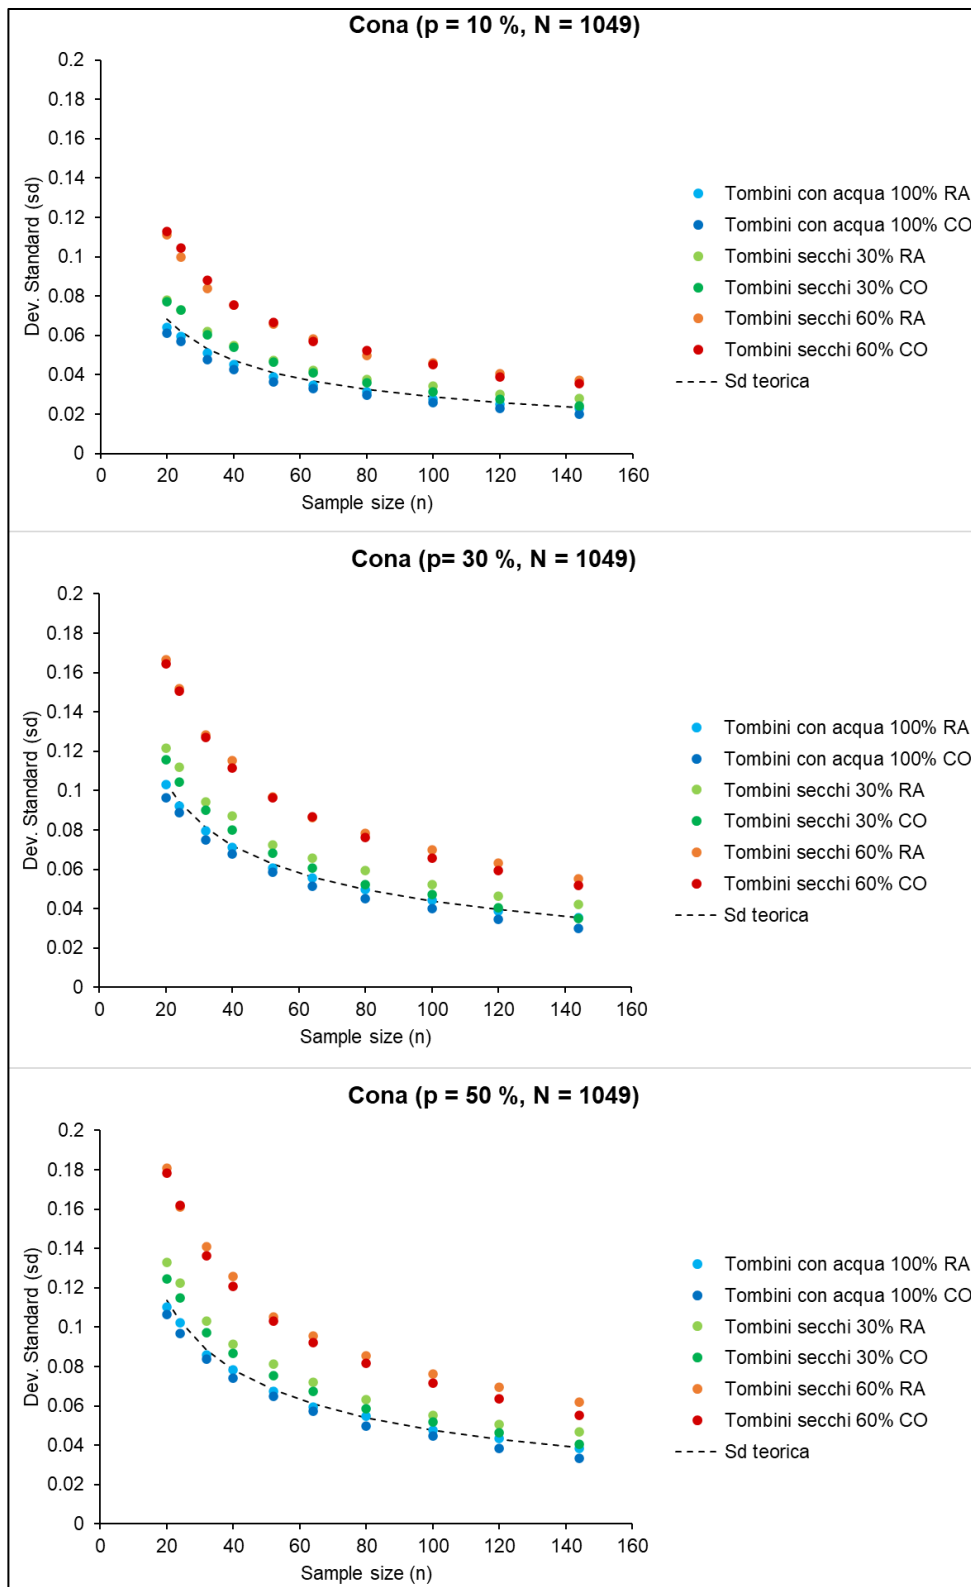 Cona (p = 10 %, N = 1049)
0.2
0.18
0.16
0.14
0.12
0.1
0.08
0.06
0.04
0.02
0
Dev. Standard (sd)
0 20 40 60 80 100 120 140 160
Sample size (n)
Tombini con acqua 100% RA
Tombini con acqua 100% CO
Tombini secchi 30% RA
Tombini secchi 30% CO
Tombini secchi 60% RA
Tombini secchi 60% CO
Sd teorica
Cona (p= 30 %, N = 1049)
0.2
0.18
0.16
0.14
0.12
0.1
0.08
0.06
0.04
0.02
0
Dev. Standard (sd)
0 20 40 60 80 100 120 140 160
Sample size (n)
Tombini con acqua 100% RA
Tombini con acqua 100% CO
Tombini secchi 30% RA
Tombini secchi 30% CO
Tombini secchi 60% RA
Tombini secchi 60% CO
Sd teorica
Cona (p = 50 %, N = 1049)
0.2
0.18
0.16
0.14
0.12
0.1
0.08
0.06
0.04
0.02
0
Dev. Standard (sd)
0 20 40 60 80 100 120 140 160
Sample size (n)
Tombini con acqua 100% RA
Tombini con acqua 100% CO
Tombini secchi 30% RA
Tombini secchi 30% CO
Tombini secchi 60% RA
Tombini secchi 60% CO
Sd teorica